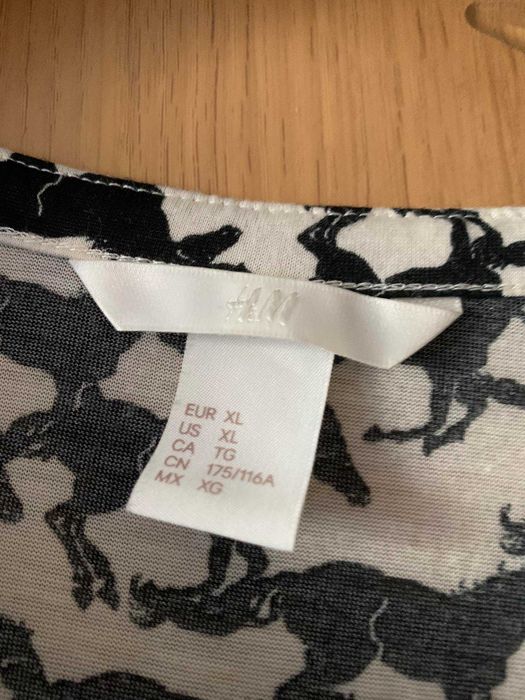 H&M
EUR XL
US XL
CA TG
CN 175/116A
MX XG